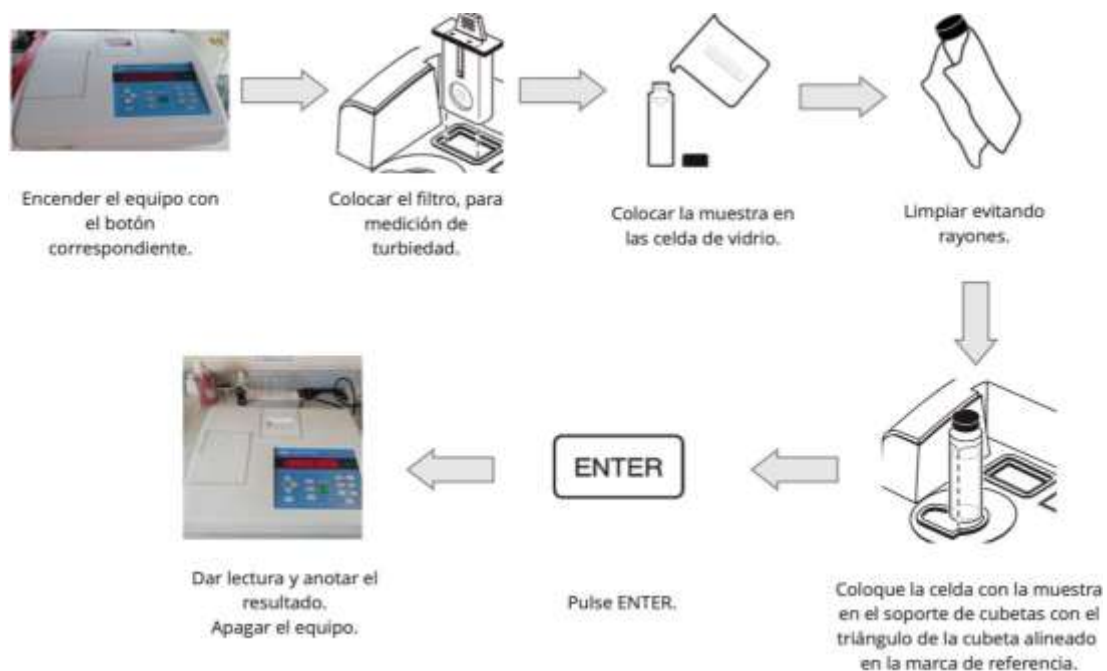 Encender el equipo con
el botón
correspondiente.
Colocar el filtro, para
medición de
turbiedad.
Colocar la muestra en
las celda de vidrio.
Limpiar evitando
rayones.
Coloque la celda con la muestra
en el soporte de cubetas con el
triángulo de la cubeta alineado
en la marca de referencia.
ENTER
Pulse ENTER.
Dar lectura y anotar el
resultado.
Apagar el equipo.